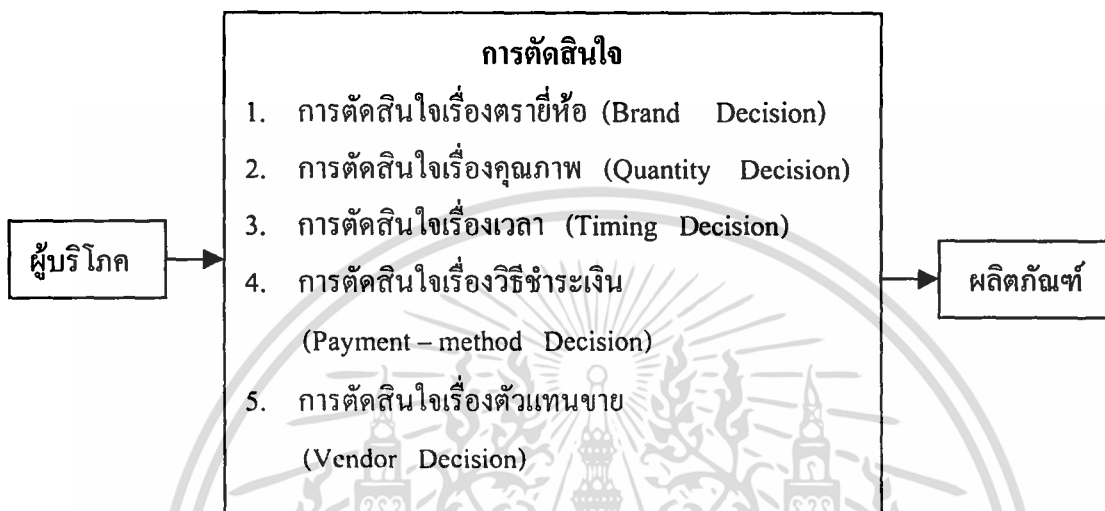 การตัดสินใจ
1. การตัดสินใจเรื่องตรายี่ห้อ (Brand Decision)
2. การตัดสินใจเรื่องคุณภาพ (Quantity Decision)
3. การตัดสินใจเรื่องเวลา (Timing Decision)
ผู้บริโภค
4. การตัดสินใจเรื่องวิธีชำระเงิน
(Payment – method Decision)
5. การตัดสินใจเรื่องตัวแทนขาย
(Vendor Decision)
ผลิตภัณฑ์